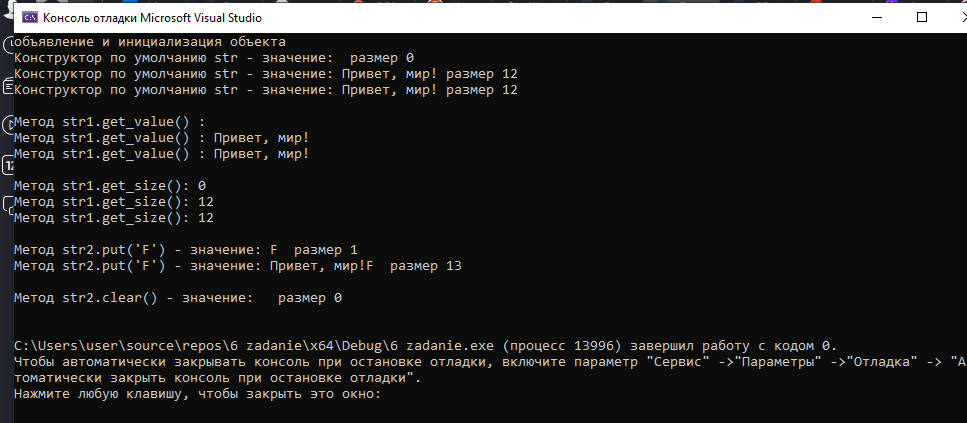 Консоль отладки Microsoft Visual Studio
объявление и инициализация объекта
Конструктор по умолчанию str - значение:  размер 0
Конструктор по умолчанию str - значение: Привет, мир! размер 12
Конструктор по умолчанию str - значение: Привет, мир! размер 12
Метод str1.get_value() :
Метод str1.get_value() : Привет, мир!
Метод str1.get_value() : Привет, мир!
Метод str1.get_size(): 0
Метод str1.get_size(): 12
Метод str1.get_size(): 12
Метод str2.put('F') - значение: F  размер 1
Метод str2.put('F') - значение: Привет, мир!F  размер 13
Метод str2.clear() - значение:   размер 0
C:\Users\user\source\repos\6 zadanie\x64\Debug\6 zadanie.exe (процесс 13996) завершил работу с кодом 0.
Чтобы автоматически закрывать консоль при остановке отладки, включите параметр "Сервис" ->"Параметры" ->"Отладка" -> "А
томатически закрыть консоль при остановке отладки".
Нажмите любую клавишу, чтобы закрыть это окно: